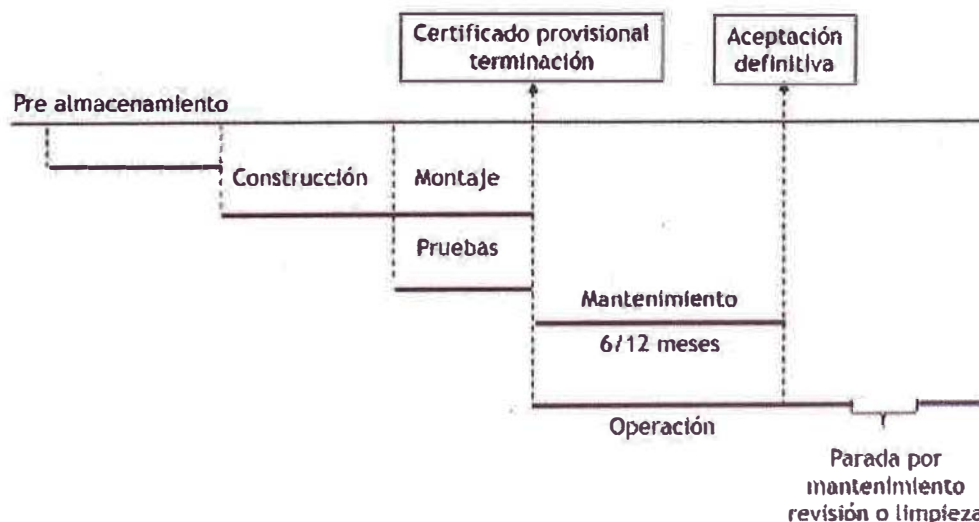 Certificado provisional
terminación
Aceptación
definitiva
Pre almacenamiento
Construcción
Montaje
Pruebas
Mantenimiento
6/12 meses
Operación
Parada por
mantenimiento
revisión o limpieza